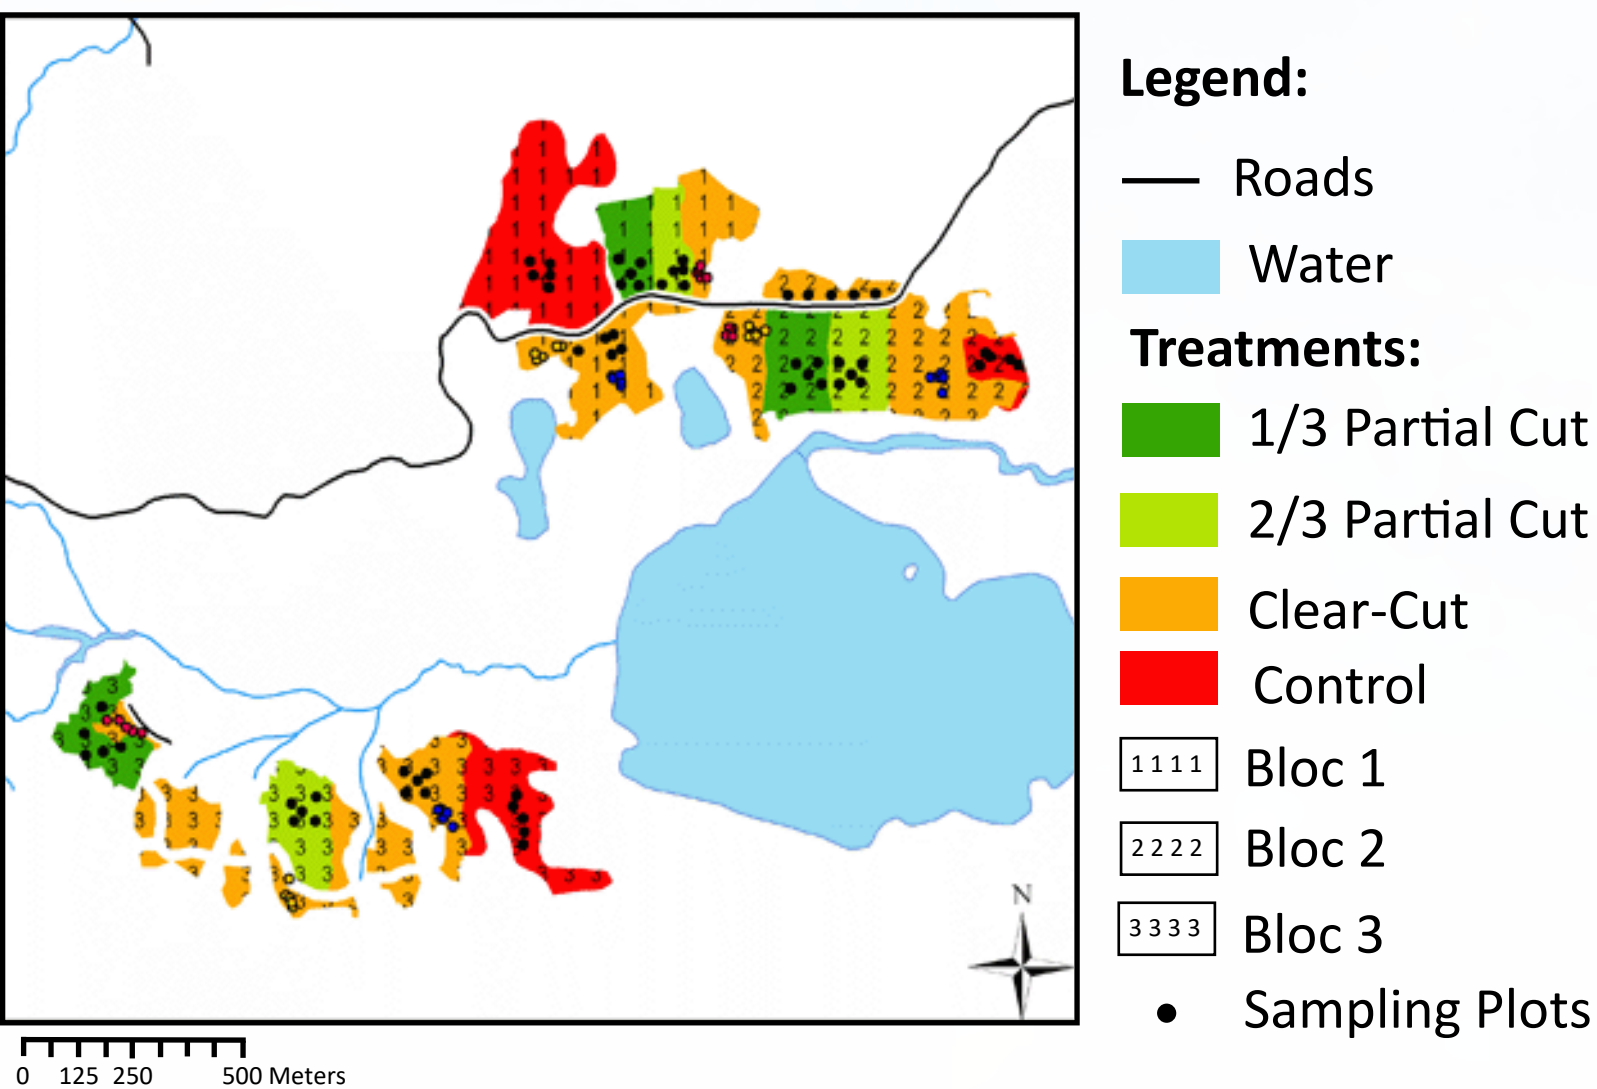 Legend:
Roads
Water
Treatments:
1/3 Partial Cut
2/3 Partial Cut
Clear-Cut
Control
1 1 1 1 Bloc 1
2 2 2 2 Bloc 2
3 3 3 3 Bloc 3
Sampling Plots
N
0 125 250 500 Meters